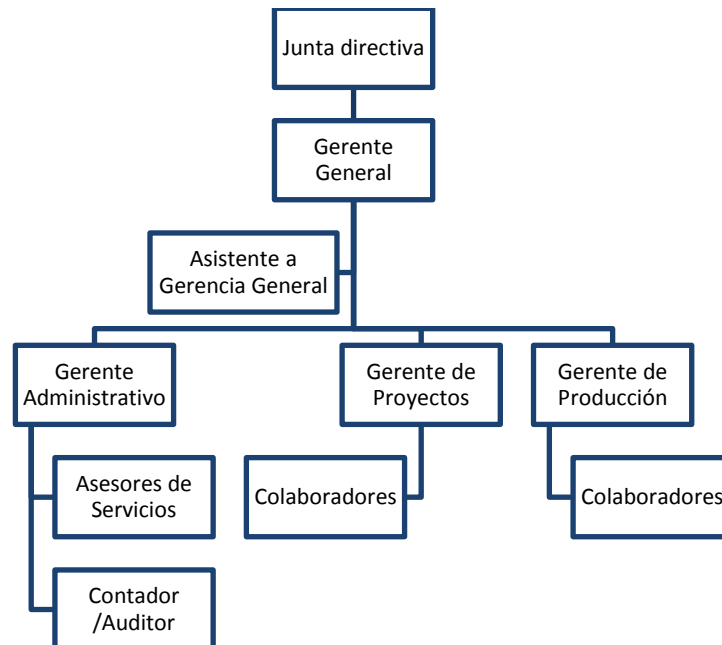 Junta directiva
Gerente
General
Asistente a
Gerencia General
Gerente
Administrativo
Gerente de
Proyectos
Gerente de
Producción
Asesores de
Servicios
Colaboradores
Colaboradores
Contador
/Auditor